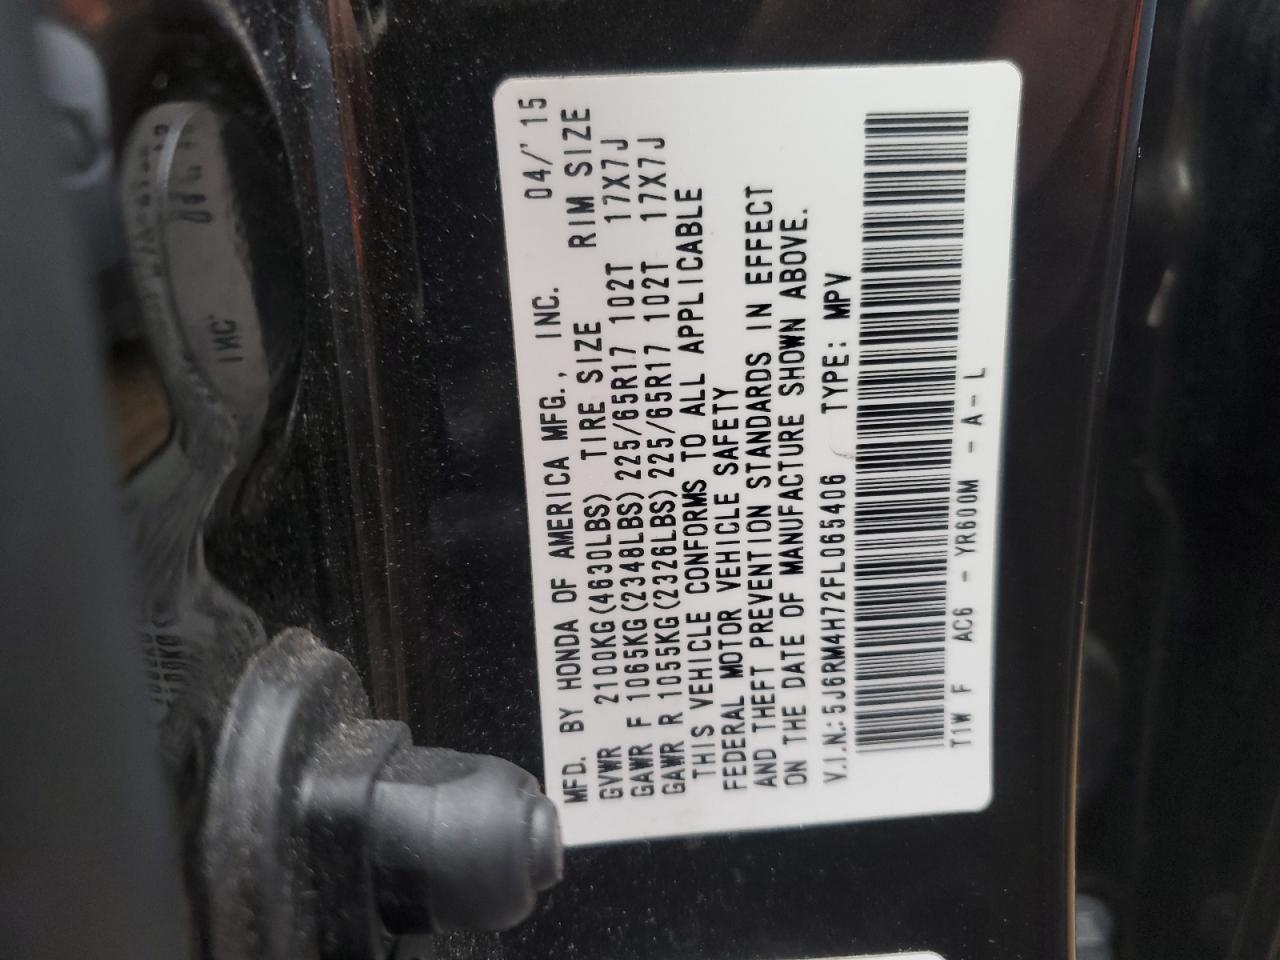 MFD. BY HONDA OF AMERICA MFG., INC. 04/'15
TIRE SIZE RIM SIZE
GVWR 2100KG(4630LBS)
GAWR F 1065KG(2348LBS) 225/65R17 102T 17X7J
GAWR R 1055KG(2326LBS) 225/65R17 102T 17X7J
THIS VEHICLE CONFORMS TO ALL APPLICABLE
FEDERAL MOTOR VEHICLE SAFETY
AND THEFT PREVENTION STANDARDS IN EFFECT
ON THE DATE OF MANUFACTURE SHOWN ABOVE.
V.I.N.: 5J6RM4H72FL065406 TYPE: MPV
T1W F AC6 - YR600M - A - L
INC.